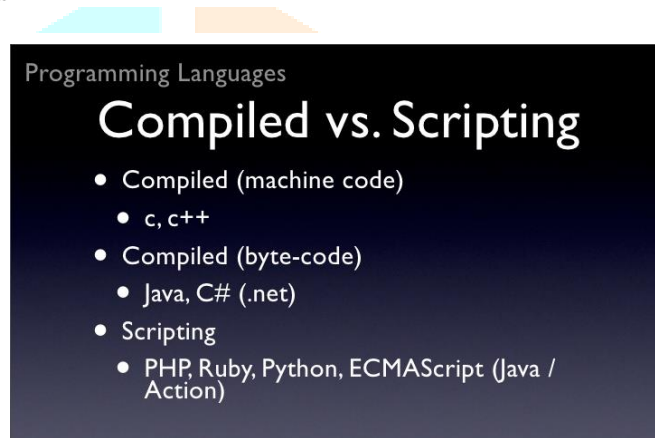 Programming Languages
Compiled vs. Scripting
• Compiled (machine code)
• c, c++
• Compiled (byte-code)
• Java, C# (.net)
• Scripting
• PHP, Ruby, Python, ECMAScript (Java /
Action)